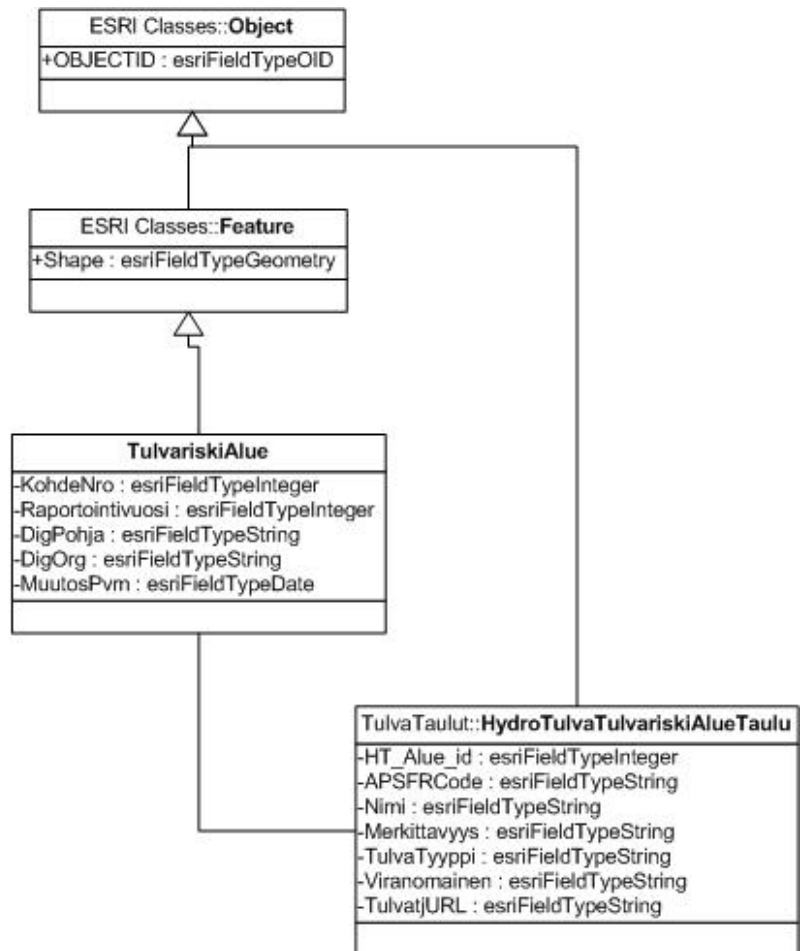 ESRI Classes::Object
+OBJECTID : esriFieldTypeOID
ESRI Classes::Feature
+Shape : esriFieldTypeGeometry
TulvariskiAlue
-KohdeNro : esriFieldTypeInteger
-Raportointivuosi : esriFieldTypeInteger
-DigPohja : esriFieldTypeString
-DigOrg : esriFieldTypeString
-MuutosPvm : esriFieldTypeDate
TulvaTaulut::HydroTulvaTulvariskiAlueTaulu
-HT_Alue_id : esriFieldTypeInteger
-APSFRCode : esriFieldTypeString
-Nimi : esriFieldTypeString
-Merkittavyys : esriFieldTypeString
-TulvaTyyppi : esriFieldTypeString
-Viranomainen : esriFieldTypeString
-TulvatjURL : esriFieldTypeString